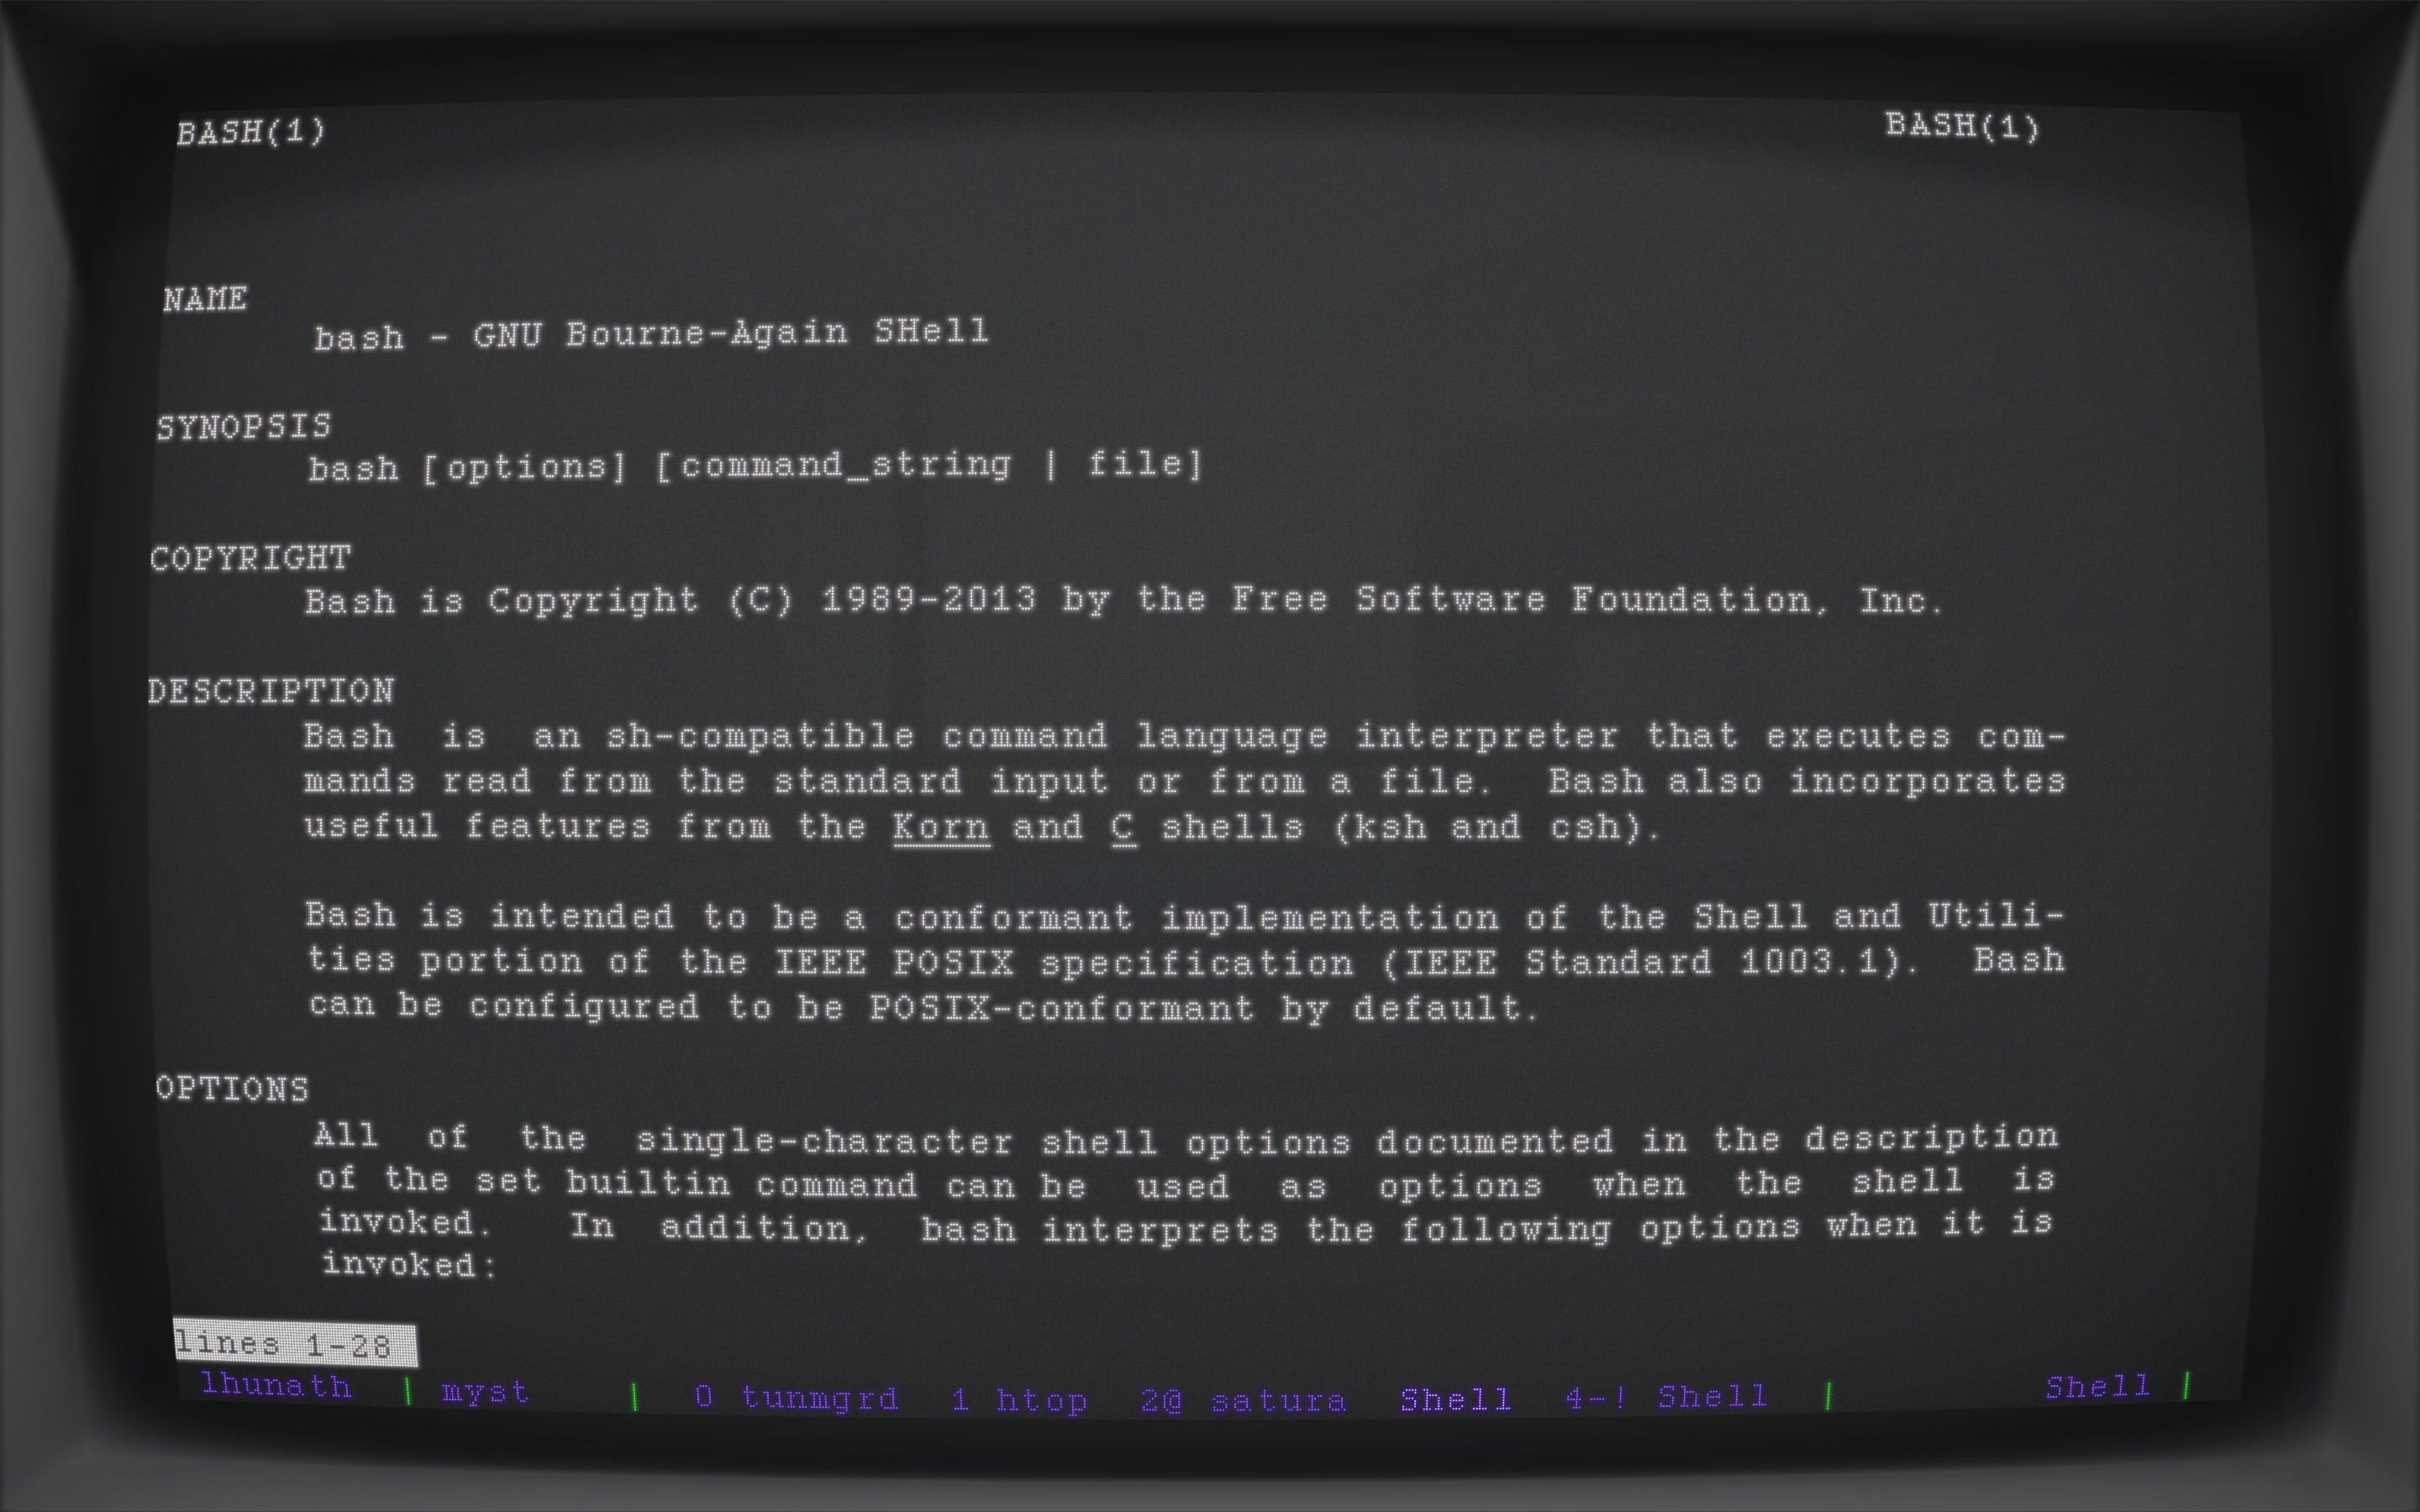 BASH(1) BASH(1)
NAME
bash - GNU Bourne-Again SHell
SYNOPSIS
bash [options] [command_string | file]
COPYRIGHT
Bash is Copyright (C) 1989-2013 by the Free Software Foundation, Inc.
DESCRIPTION
Bash is an sh-compatible command language interpreter that executes com-
mands read from the standard input or from a file. Bash also incorporates
useful features from the Korn and C shells (ksh and csh).
Bash is intended to be a conformant implementation of the Shell and Utili-
ties portion of the IEEE POSIX specification (IEEE Standard 1003.1). Bash
can be configured to be POSIX-conformant by default.
OPTIONS
All of the single-character shell options documented in the description
of the set builtin command can be used as options when the shell is
invoked. In addition, bash interprets the following options when it is
invoked:
lines 1-28
lhunath | myst | 0 tunmgrd 1 htop 2@ satura Shell 4-! Shell | Shell |